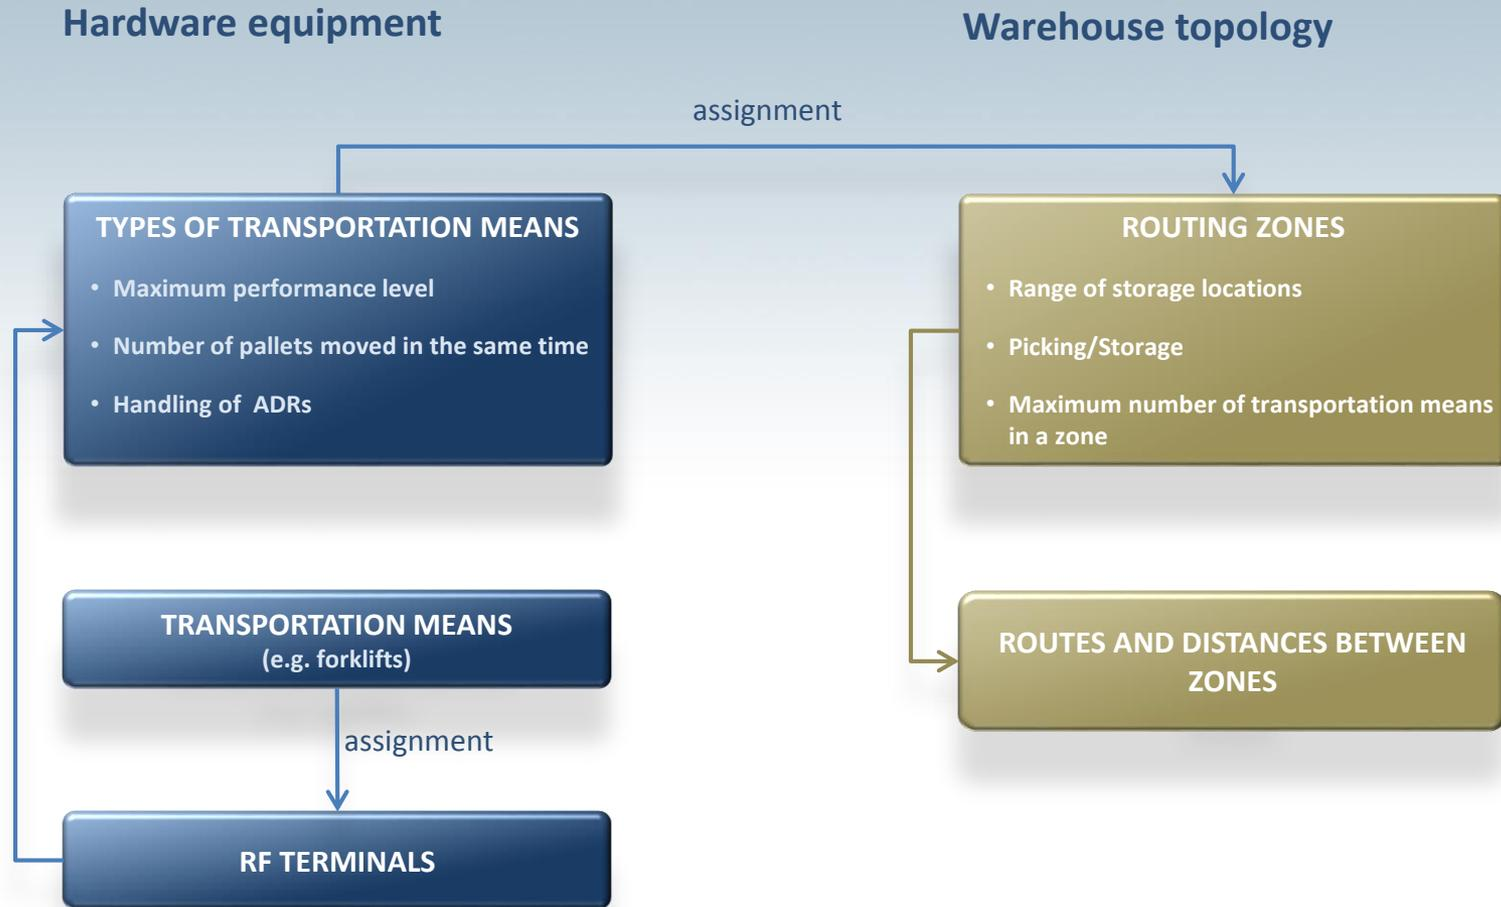 Hardware equipment
Warehouse topology
assignment
TYPES OF TRANSPORTATION MEANS
• Maximum performance level
• Number of pallets moved in the same time
• Handling of  ADRs
ROUTING ZONES
• Range of storage locations
• Picking/Storage
• Maximum number of transportation means
in a zone
TRANSPORTATION MEANS
(e.g. forklifts)
assignment
RF TERMINALS
ROUTES AND DISTANCES BETWEEN
ZONES